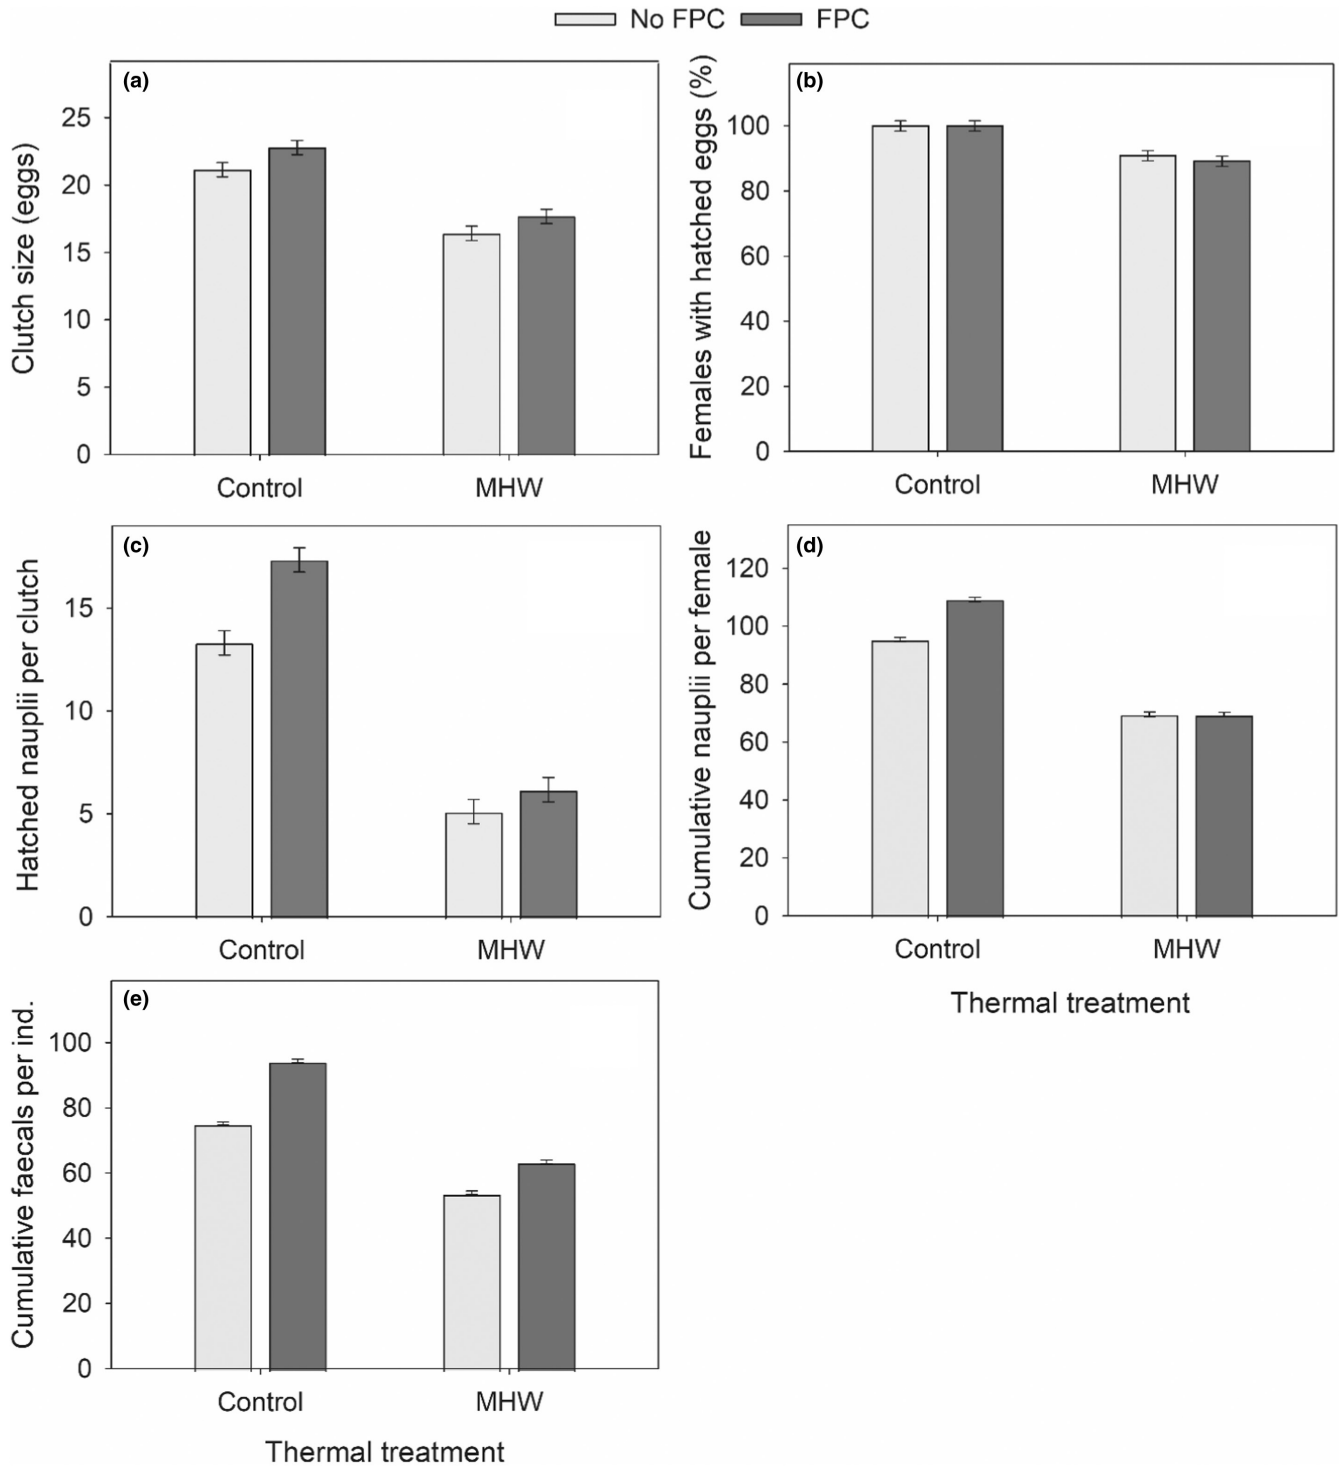 No FPC FPC
(a)
Clutch size (eggs)
25
20
15
10
5
0
Control MHW
(b)
Females with hatched eggs (%)
100
80
60
40
20
0
Control MHW
(c)
Hatched nauplii per clutch
15
10
5
0
Control MHW
(d)
Cumulative nauplii per female
120
100
80
60
40
20
0
Control MHW
Thermal treatment
(e)
Cumulative faecals per ind.
100
80
60
40
20
0
Control MHW
Thermal treatment